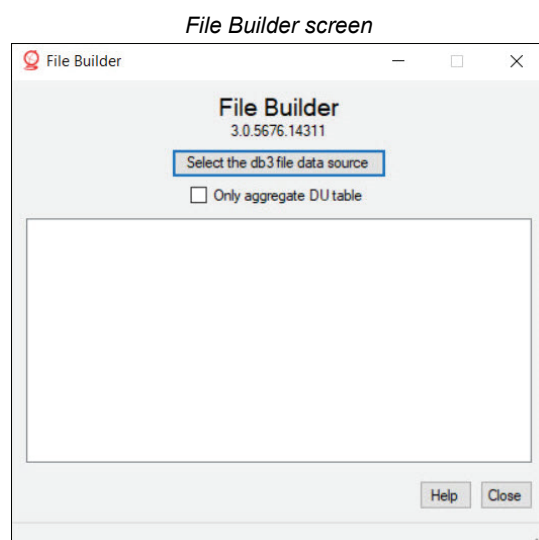 File Builder screen
File Builder
File Builder
3.0.5676.14311
Select the db3 file data source
Only aggregate DU table
Help Close